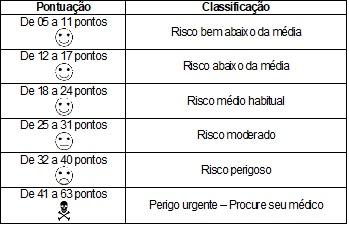 Pontuação Classificação
De 05 a 11 pontos
Risco bem abaixo da média
De 12 a 17 pontos
Risco abaixo da média
De 18 a 24 pontos
Risco médio habitual
De 25 a 31 pontos
Risco moderado
De 32 a 40 pontos
Risco perigoso
De 41 a 63 pontos
Perigo urgente – Procure seu médico